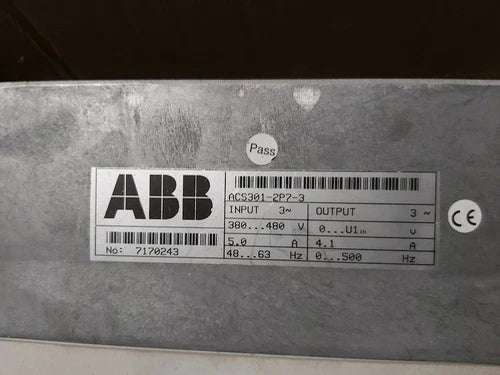 Pass
ABB
ACS301-2P7-3
INPUT 3~ OUTPUT 3 ~
380...480 V 0...U1IN U
5.0 A 4.1 A
48...63 Hz 0...500 Hz
No: 7170243
CE